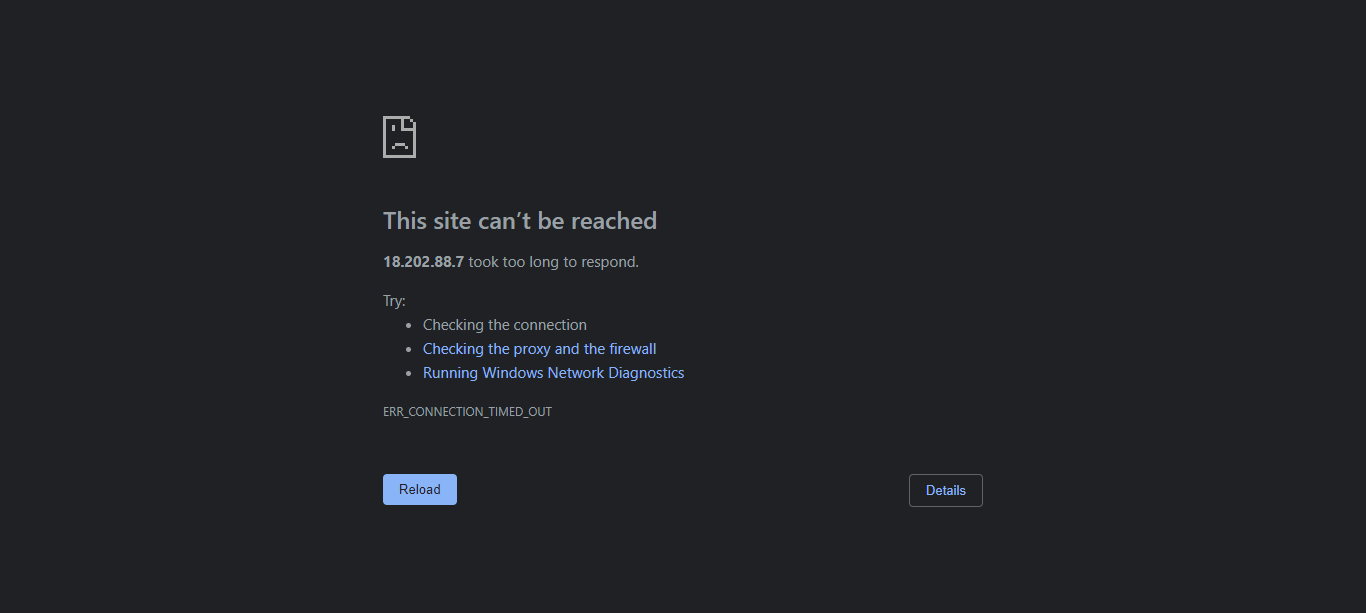 This site can’t be reached
18.202.88.7 took too long to respond.
Try:
Checking the connection
Checking the proxy and the firewall
Running Windows Network Diagnostics
ERR_CONNECTION_TIMED_OUT
Reload
Details